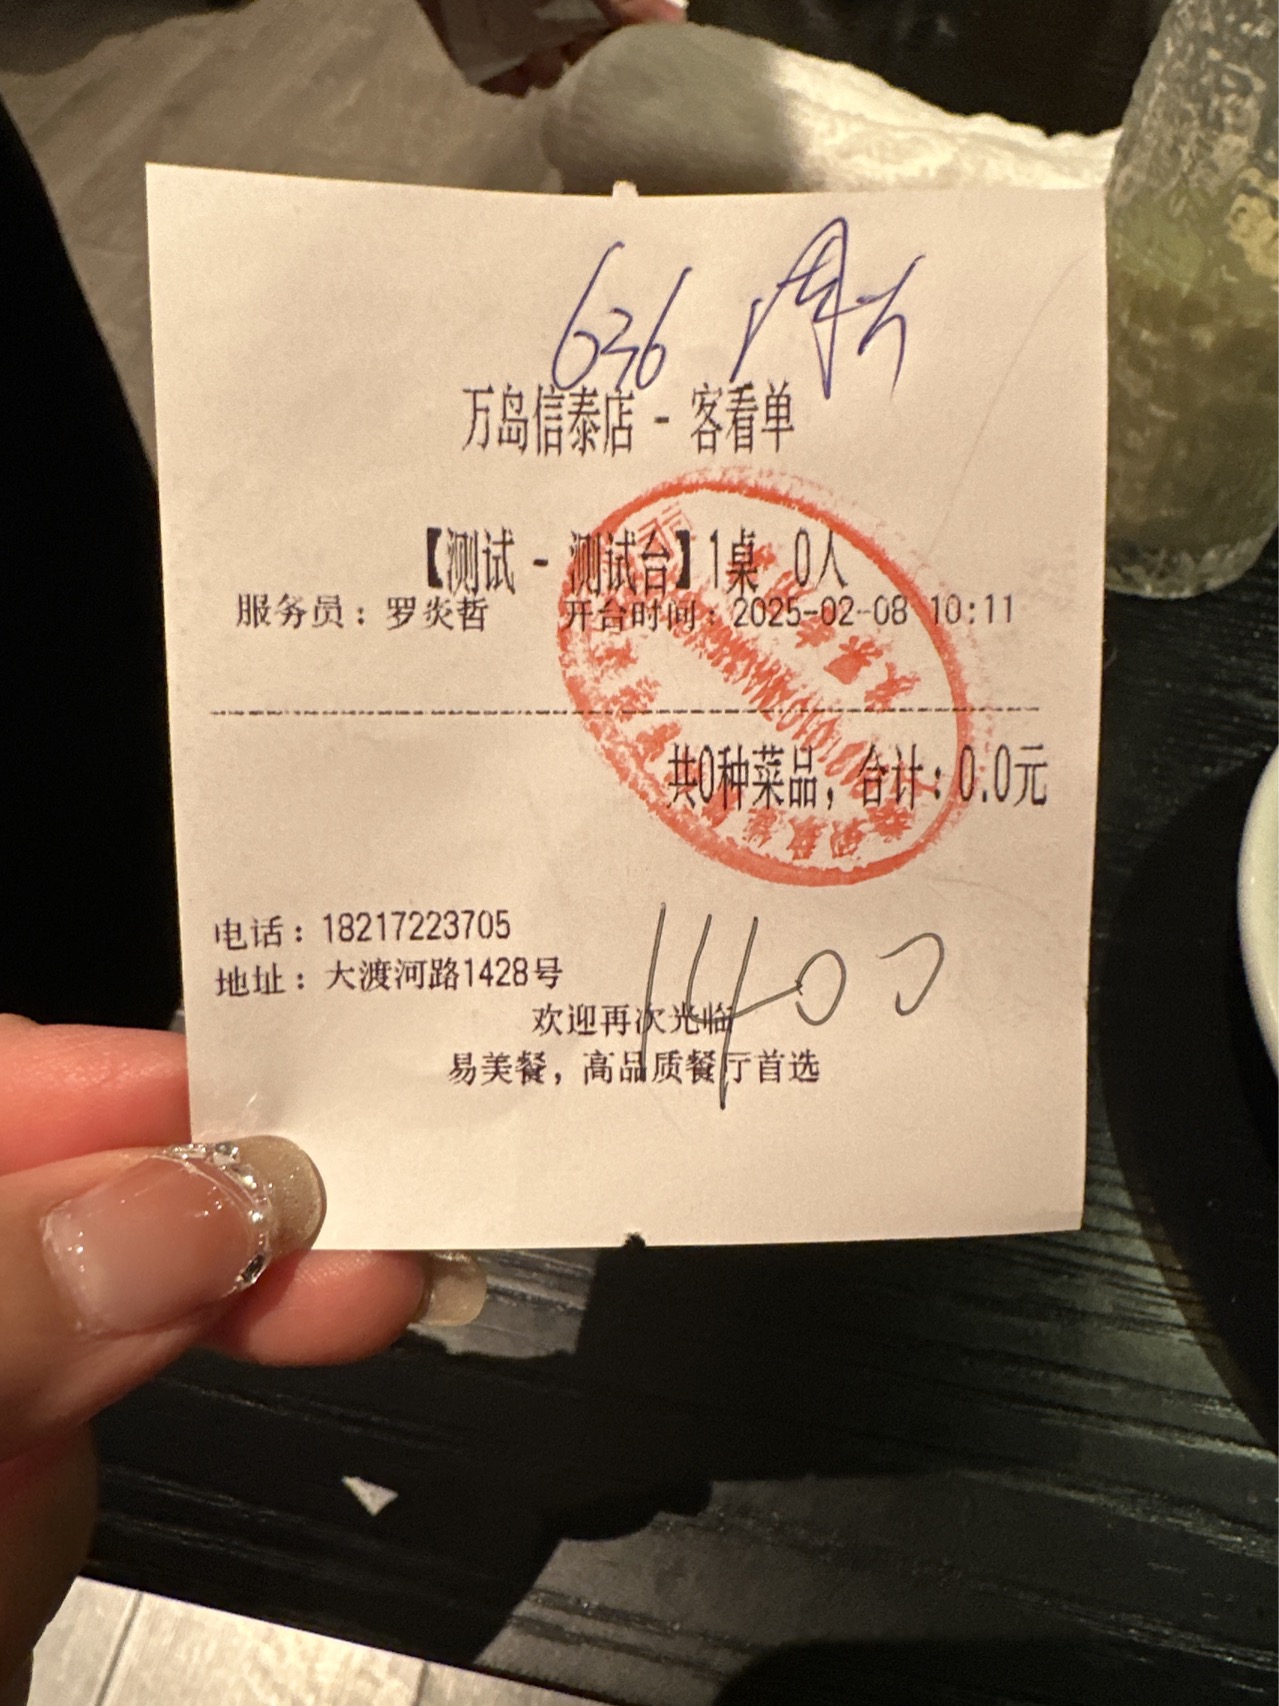 636
万岛信泰店 - 客看单
【测试 - 测试台】1桌 0人
服务员：罗炎哲 开台时间：2025-02-08 10:11
共0种菜品，合计：0.0元
电话：18217223705
地址：大渡河路1428号
1400
欢迎再次光临
易美餐，高品质餐厅首选